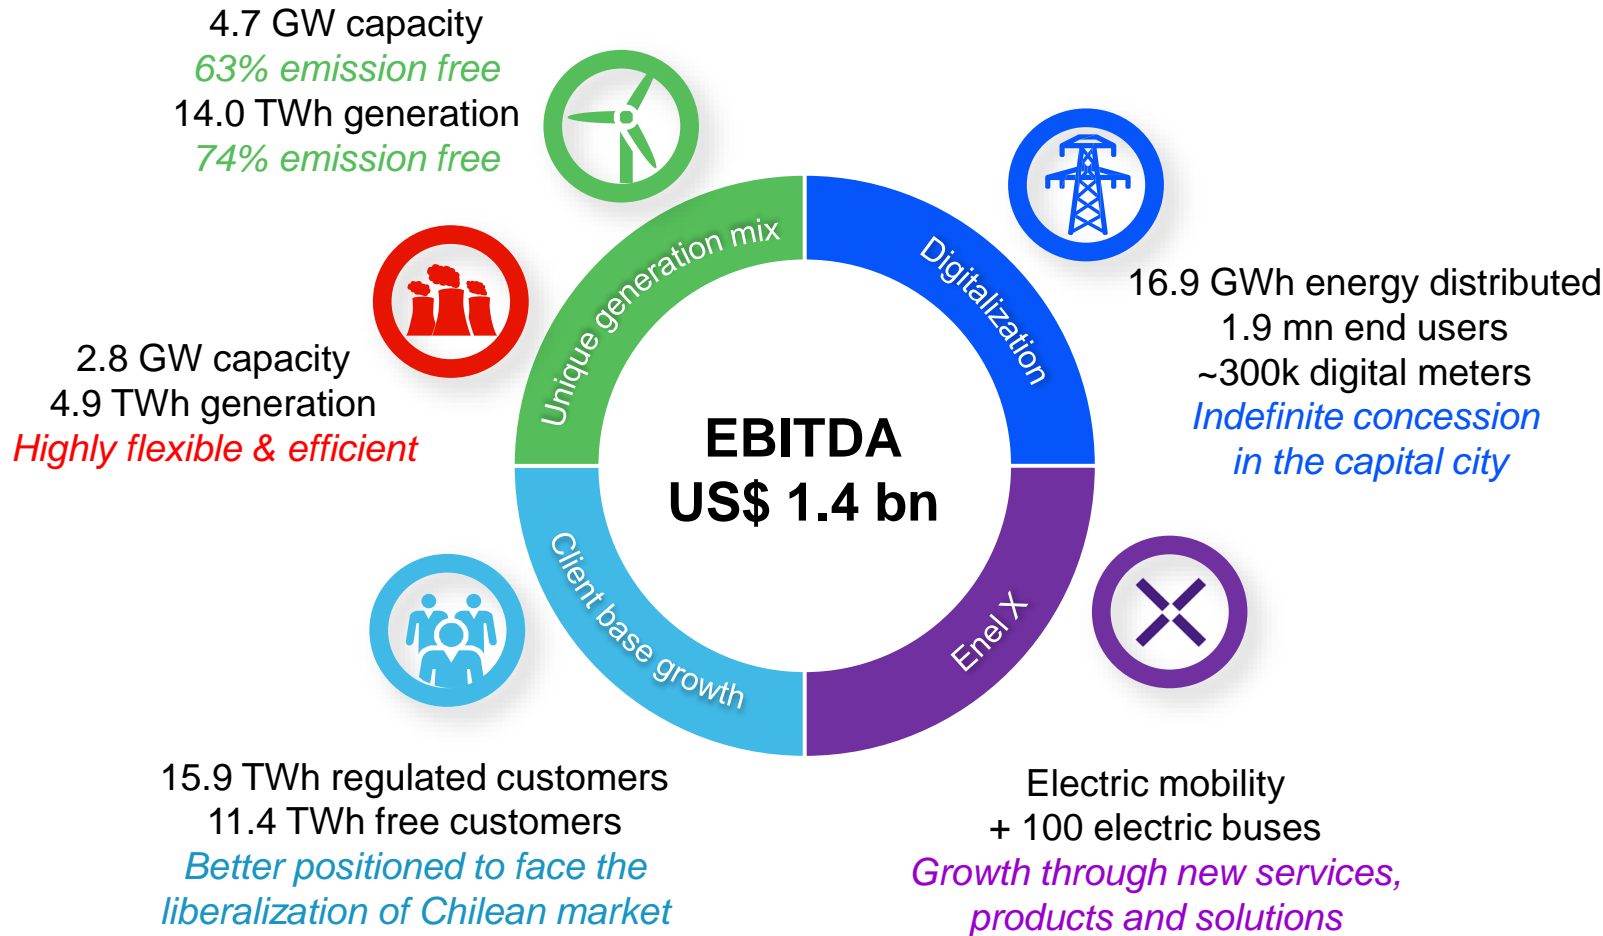 4.7 GW capacity
63% emission free
14.0 TWh generation
74% emission free
2.8 GW capacity
4.9 TWh generation
Highly flexible & efficient
Unique generation mix
Digitalization
16.9 GWh energy distributed
1.9 mn end users
~300k digital meters
Indefinite concession
in the capital city
EBITDA
US$ 1.4 bn
Client base growth
Enel X
15.9 TWh regulated customers
11.4 TWh free customers
Better positioned to face the
liberalization of Chilean market
Electric mobility
+ 100 electric buses
Growth through new services,
products and solutions